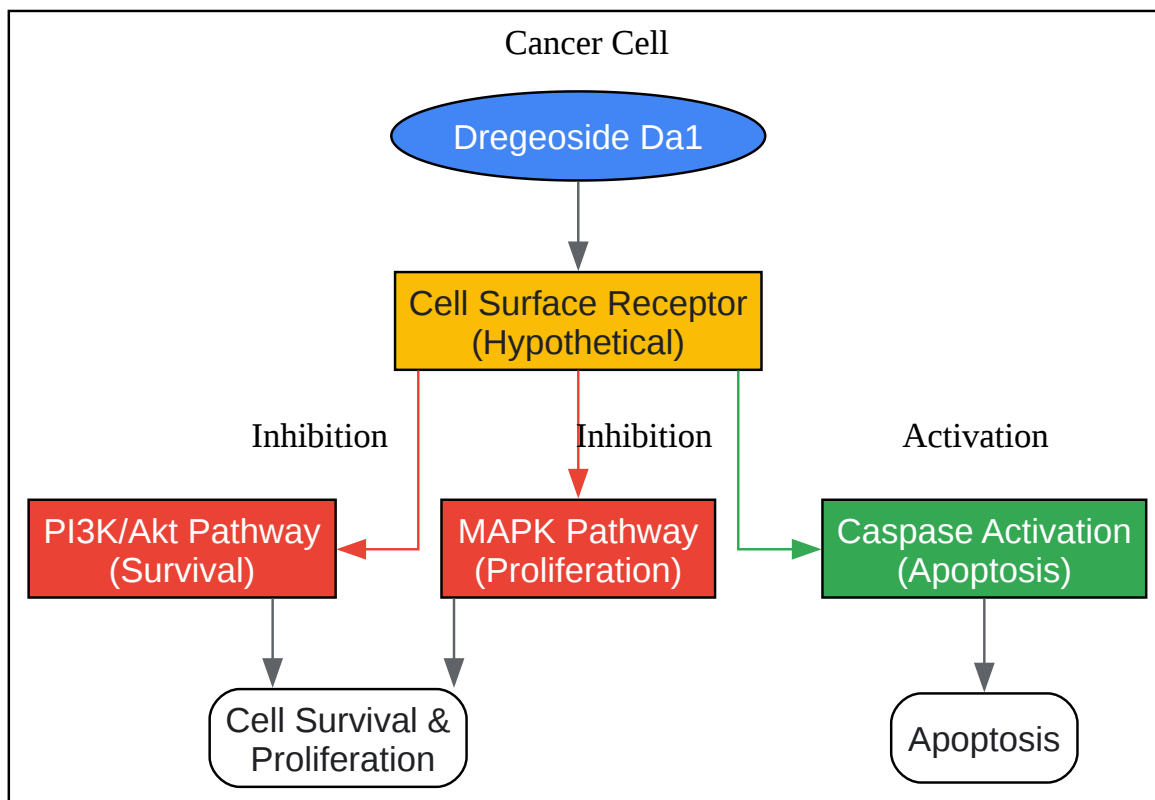 Cancer Cell
Dregeoside Da1
Cell Surface Receptor
(Hypothetical)
Inhibition
Inhibition
Activation
PI3K/Akt Pathway
(Survival)
MAPK Pathway
(Proliferation)
Caspase Activation
(Apoptosis)
Cell Survival &
Proliferation
Apoptosis